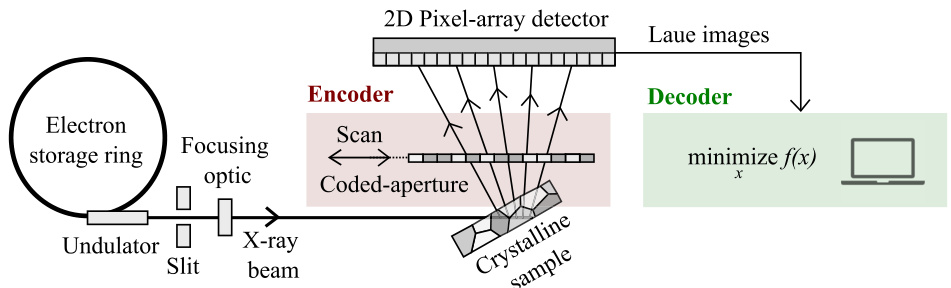 2D Pixel-array detector
Laue images
Encoder
Decoder
Electron
storage ring
Focusing
optic
Scan
Coded-aperture
minimize f(x)
x
Undulator
Slit
X-ray
beam
Crystalline
sample